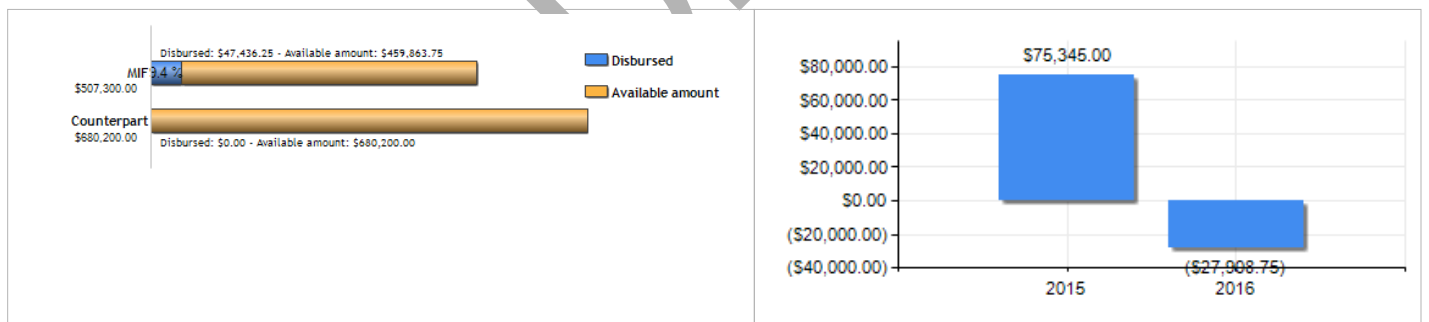 Disbursed: $47,436.25 - Available amount: $459,863.75
MIF 9.4 %
$507,300.00
Counterpart
$680,200.00
Disbursed: $0.00 - Available amount: $680,200.00
Disbursed
Available amount
$75,345.00
$80,000.00
$60,000.00
$40,000.00
$20,000.00
$0.00
($20,000.00)
($40,000.00)
($27,908.75)
2015 2016